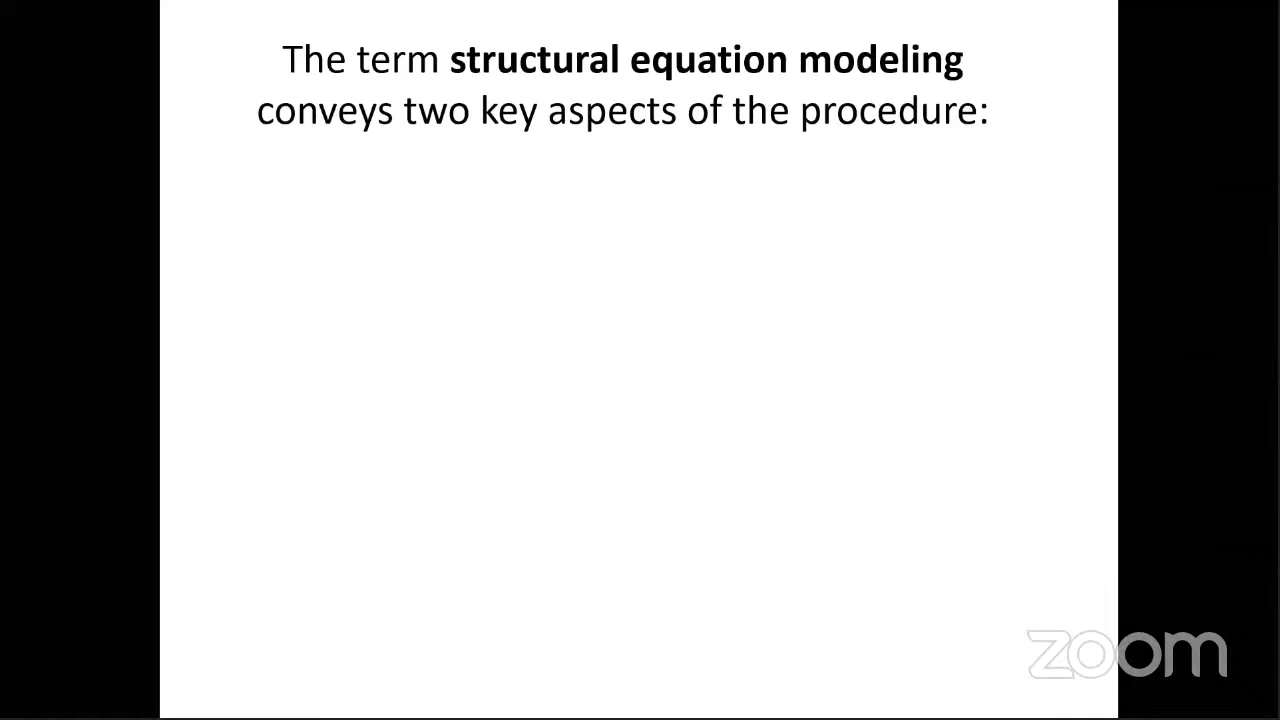 The term structural equation modeling
conveys two key aspects of the procedure:
zoom